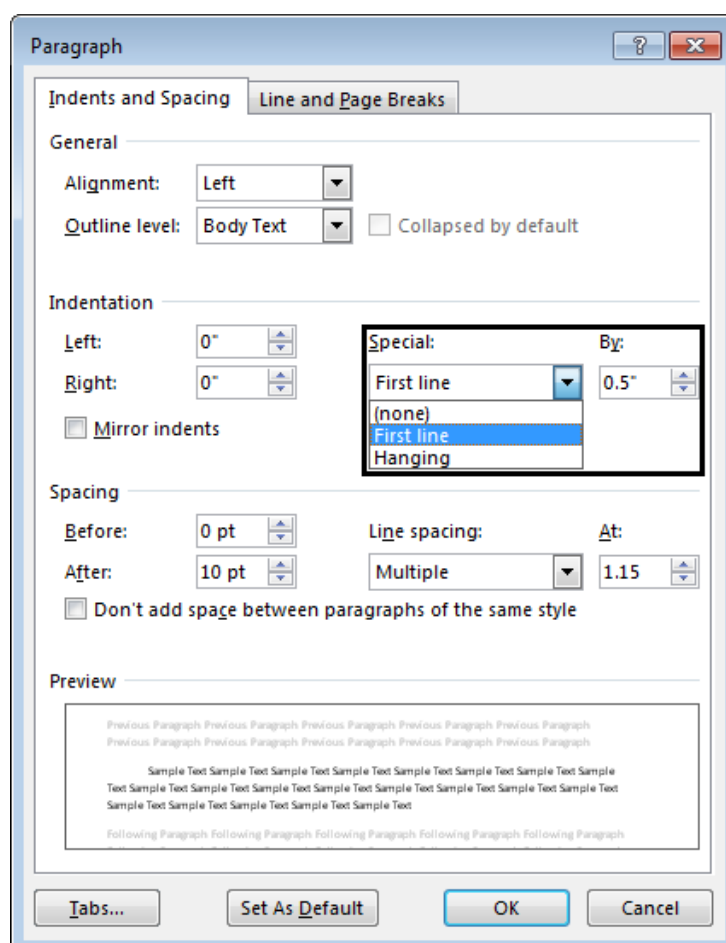 Paragraph
Indents and Spacing Line and Page Breaks
General
Alignment: Left
Outline level: Body Text Collapsed by default
Indentation
Left: 0" Special: By:
Right: 0" First line 0.5"
(none)
Mirror indents First line
Hanging
Spacing
Before: 0 pt Line spacing: At:
After: 10 pt Multiple 1.15
Don't add space between paragraphs of the same style
Preview
Previous Paragraph Previous Paragraph Previous Paragraph Previous Paragraph Previous Paragraph
Previous Paragraph Previous Paragraph Previous Paragraph Previous Paragraph Previous Paragraph
Sample Text Sample Text Sample Text Sample Text Sample Text Sample Text Sample Text Sample
Text Sample Text Sample Text Sample Text Sample Text Sample Text Sample Text Sample Text
Sample Text Sample Text Sample Text Sample Text Sample Text
Following Paragraph Following Paragraph Following Paragraph Following Paragraph Following Paragraph
Tabs... Set As Default OK Cancel